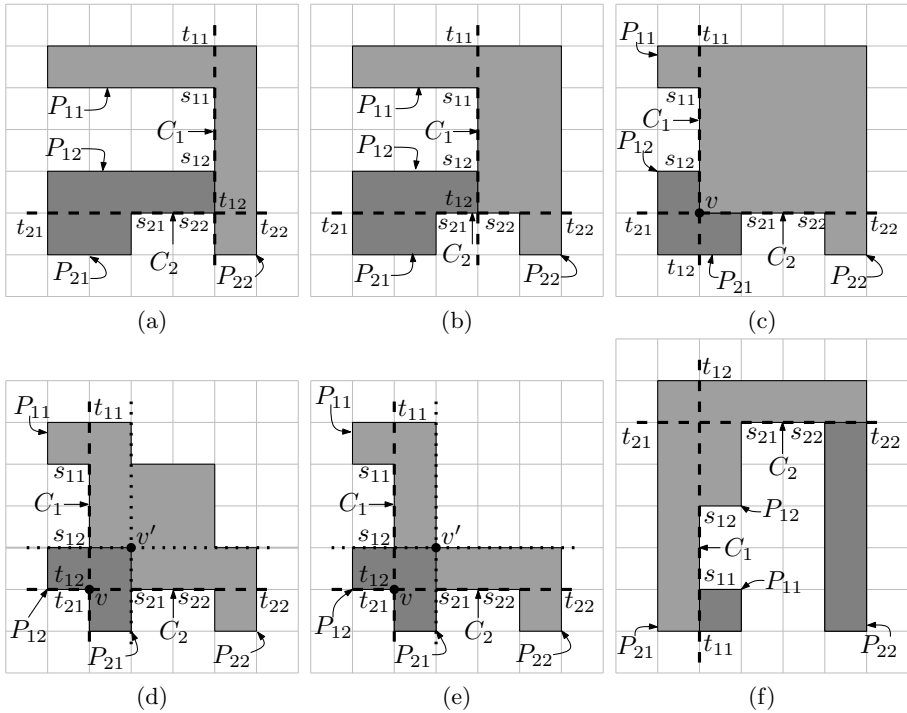 t₁₁ t₁₁ P₁₁ t₁₁
P₁₁ s₁₁ P₁₁ s₁₁ s₁₁
C₁ C₁ C₁
P₁₂ s₁₂ P₁₂ s₁₂ P₁₂ s₁₂
t₁₂ t₁₂ v
t₂₁ s₂₁ s₂₂ t₂₂ t₂₁ s₂₁ s₂₂ t₂₂ t₂₁ s₂₁ s₂₂ t₂₂
P₂₁ C₂ P₂₂ P₂₁ C₂ P₂₂ t₁₂ P₂₁ C₂ P₂₂
(a) (b) (c)
P₁₁ t₁₁ P₁₁ t₁₁ t₁₂
t₂₁ s₂₁ s₂₂ t₂₂
s₁₁ s₁₁ C₂
C₁ C₁ s₁₂ P₁₂
s₁₂ v′ s₁₂ v′ C₁
t₁₂ t₁₂ s₁₁ P₁₁
t₂₁ v s₂₁ s₂₂ t₂₂ t₂₁ v s₂₁ s₂₂ t₂₂
P₁₂ P₂₁ C₂ P₂₂ P₁₂ P₂₁ C₂ P₂₂ P₂₁ t₁₁ P₂₂
(d) (e) (f)